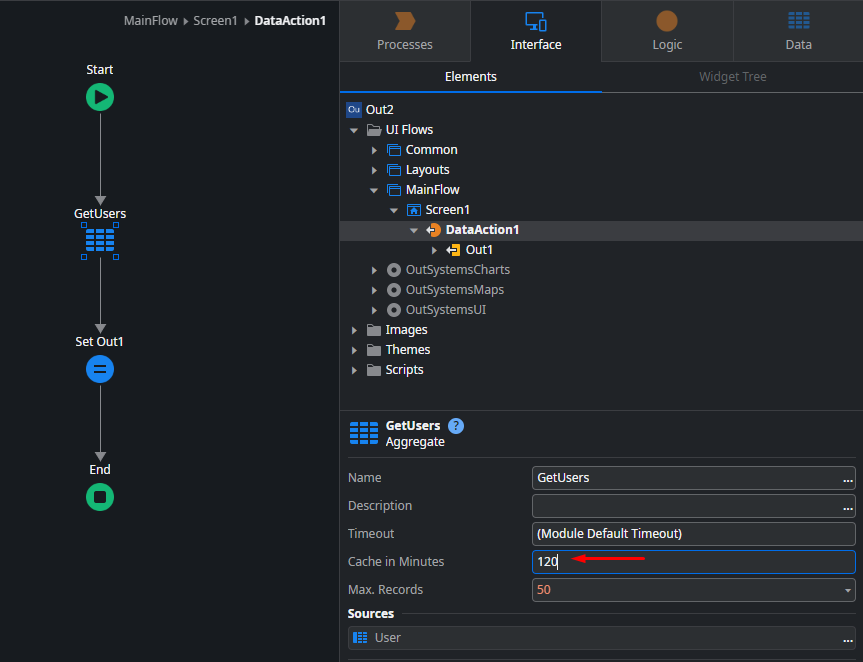 MainFlow Screen1 DataAction1
Start
GetUsers
Set Out1
End
Processes
Interface
Logic
Data
Elements
Widget Tree
Ou Out2
UI Flows
Common
Layouts
MainFlow
Screen1
DataAction1
Out1
OutSystemsCharts
OutSystemsMaps
OutSystemsUI
Images
Themes
Scripts
GetUsers ?
Aggregate
Name GetUsers ...
Description ...
Timeout (Module Default Timeout)
Cache in Minutes 120
Max. Records 50
Sources
User ...